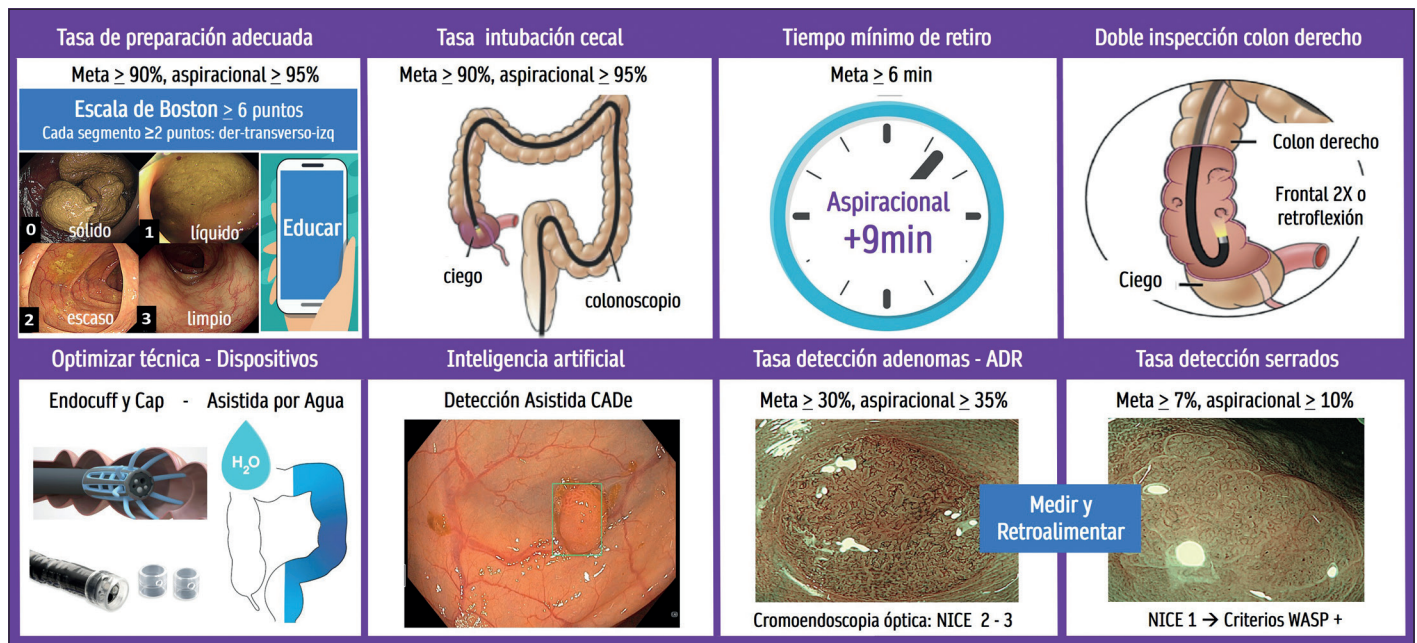 Tasa de preparación adecuada
Meta ≥ 90%, aspiracional ≥ 95%
Escala de Boston ≥ 6 puntos
Cada segmento ≥2 puntos: der-transverso-izq
0 sólido
1 líquido
2 escaso
3 limpio
Educar
Tasa intubación cecal
Meta ≥ 90%, aspiracional ≥ 95%
ciego
colonoscopio
Tiempo mínimo de retiro
Meta ≥ 6 min
Aspiracional
+9min
Doble inspección colon derecho
Colon derecho
Frontal 2X o
retroflexión
Ciego
Optimizar técnica - Dispositivos
Endocuff y Cap - Asistida por Agua
H₂O
Inteligencia artificial
Detección Asistida CADe
Tasa detección adenomas - ADR
Meta ≥ 30%, aspiracional ≥ 35%
Cromoendoscopia óptica: NICE 2 - 3
Medir y
Retroalimentar
Tasa detección serrados
Meta ≥ 7%, aspiracional ≥ 10%
NICE 1 → Criterios WASP +